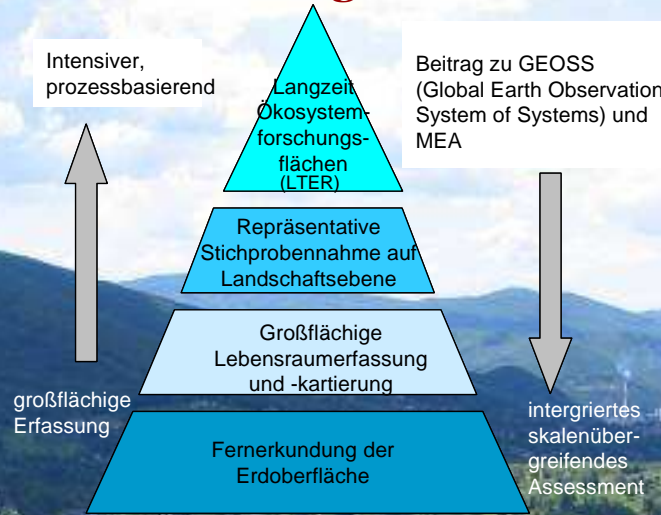 Intensiver,
prozessbasierend
Langzeit
Ökosystem-
forschungs-
flächen
(LTER)
Beitrag zu GEOSS
(Global Earth Observation
System of Systems) und
MEA
Repräsentative
Stichprobennahme auf
Landschaftsebene
Großflächige
Lebensraumerfassung
und -kartierung
großflächige
Erfassung
Fernerkundung der
Erdoberfläche
intergriertes
skalenüber-
greifendes
Assessment